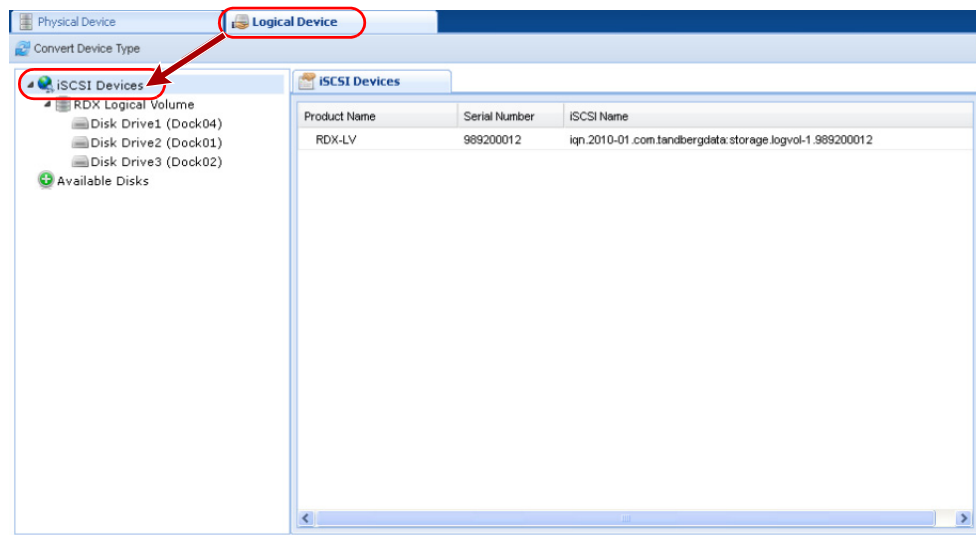 Physical Device
Logical Device
Convert Device Type
iSCSI Devices
RDX Logical Volume
Disk Drive1 (Dock04)
Disk Drive2 (Dock01)
Disk Drive3 (Dock02)
Available Disks
iSCSI Devices
Product Name Serial Number iSCSI Name
RDX-LV 989200012 iqn.2010-01.com.tandbergdata:storage.logvol-1.989200012